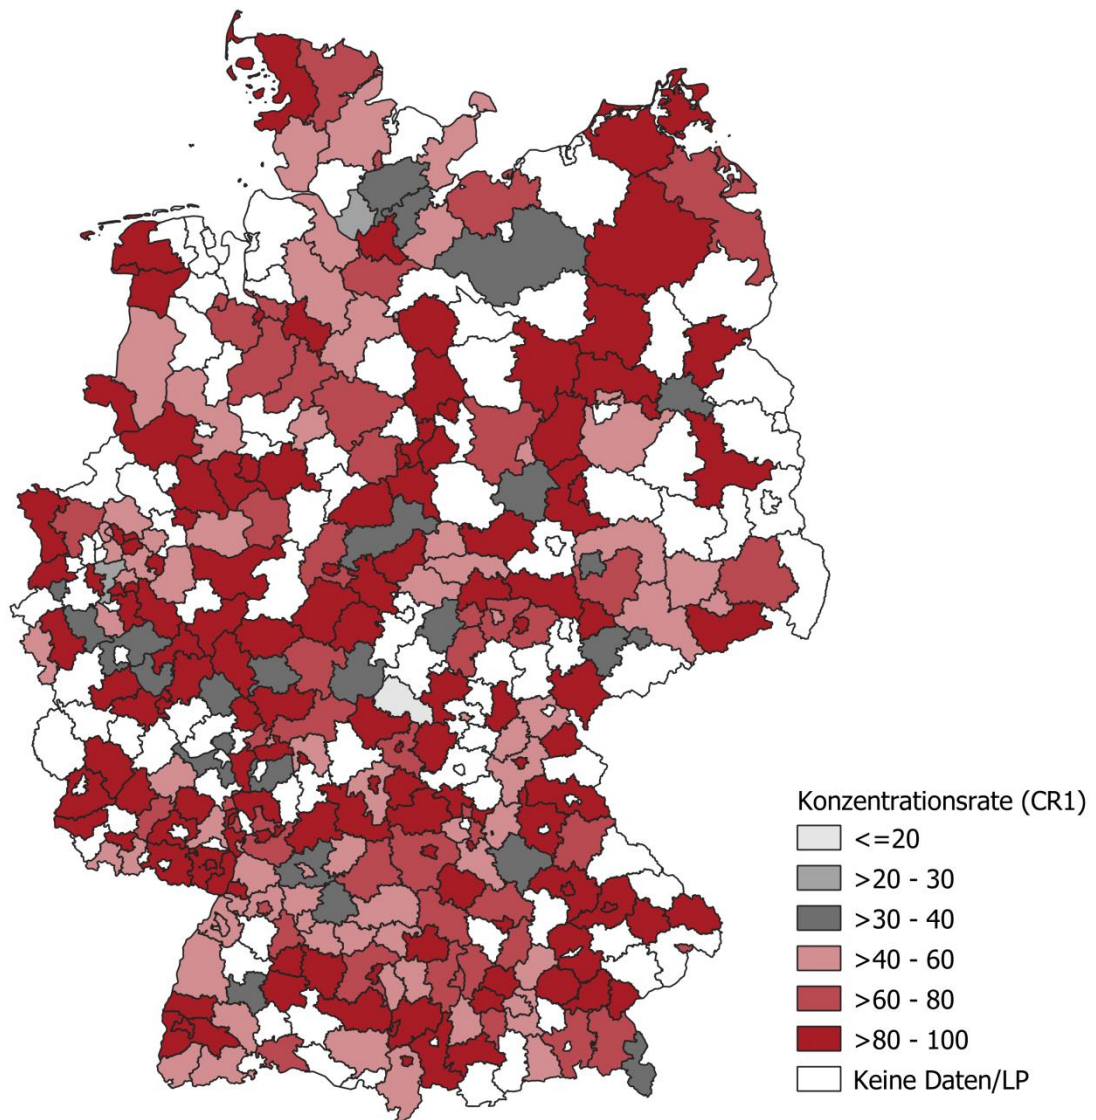 Konzentrationsrate (CR1)
<=20
>20 - 30
>30 - 40
>40 - 60
>60 - 80
>80 - 100
Keine Daten/LP